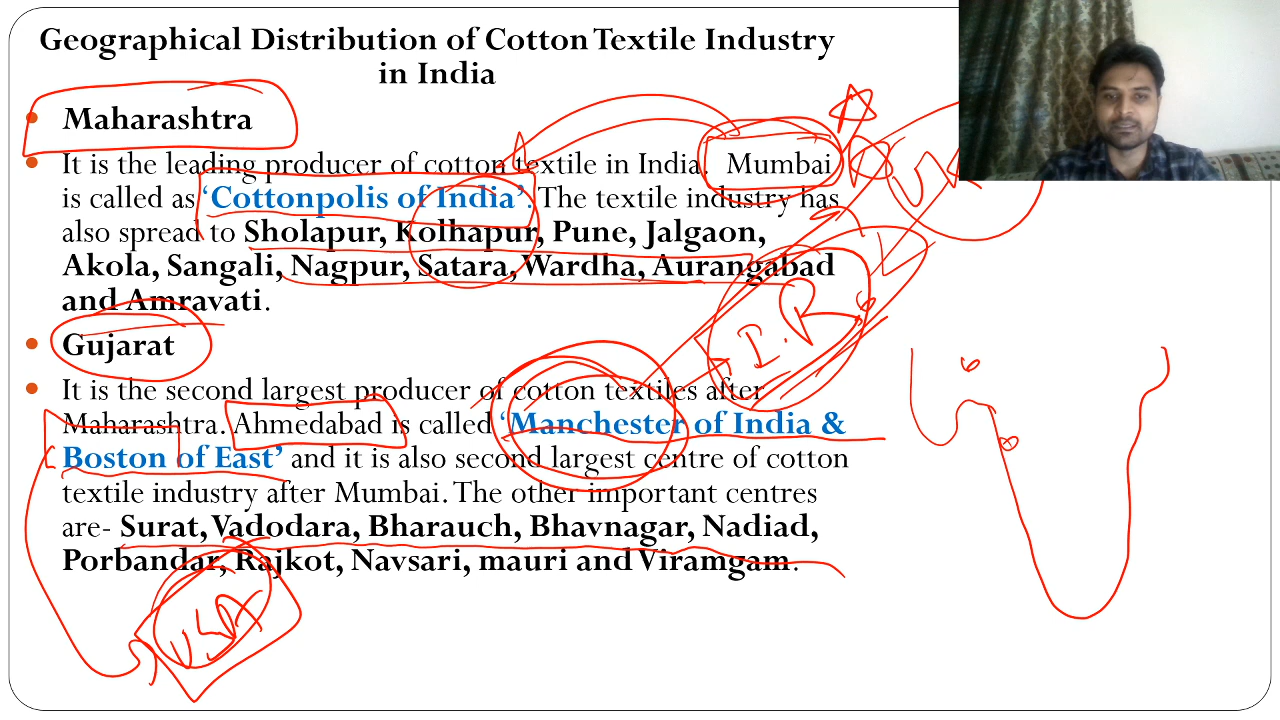 Geographical Distribution of Cotton Textile Industry
in India
• Maharashtra
• It is the leading producer of cotton textile in India. Mumbai
is called as ‘Cottonpolis of India’. The textile industry has
also spread to Sholapur, Kolhapur, Pune, Jalgaon,
Akola, Sangali, Nagpur, Satara, Wardha, Aurangabad
and Amravati.
• Gujarat
• It is the second largest producer of cotton textiles after
Maharashtra. Ahmedabad is called ‘Manchester of India &
Boston of East’ and it is also second largest centre of cotton
textile industry after Mumbai. The other important centres
are- Surat, Vadodara, Bharauch, Bhavnagar, Nadiad,
Porbandar, Rajkot, Navsari, mauri and Viramgam.
I.R
USA